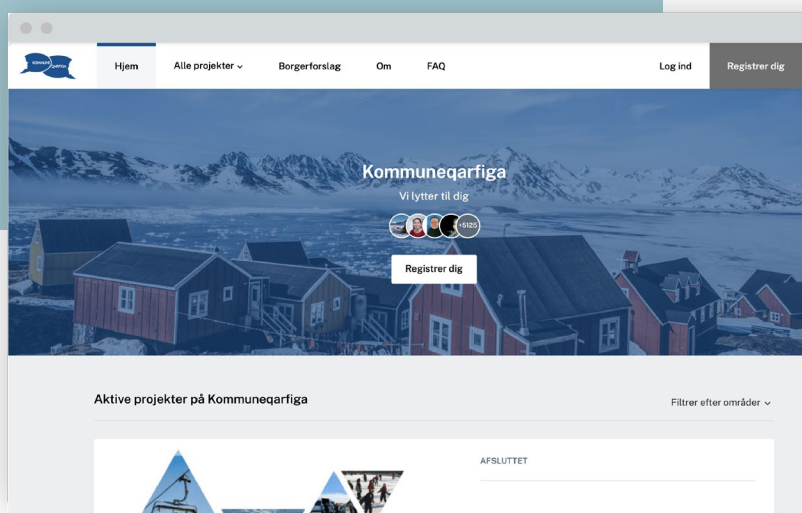 KOMMUNEQARFIGA
Hjem
Alle projekter
Borgerforslag
Om
FAQ
Log ind
Registrer dig
Kommuneqarfiga
Vi lytter til dig
+5125
Registrer dig
Aktive projekter på Kommuneqarfiga
Filtrer efter områder
AFSLUTTET